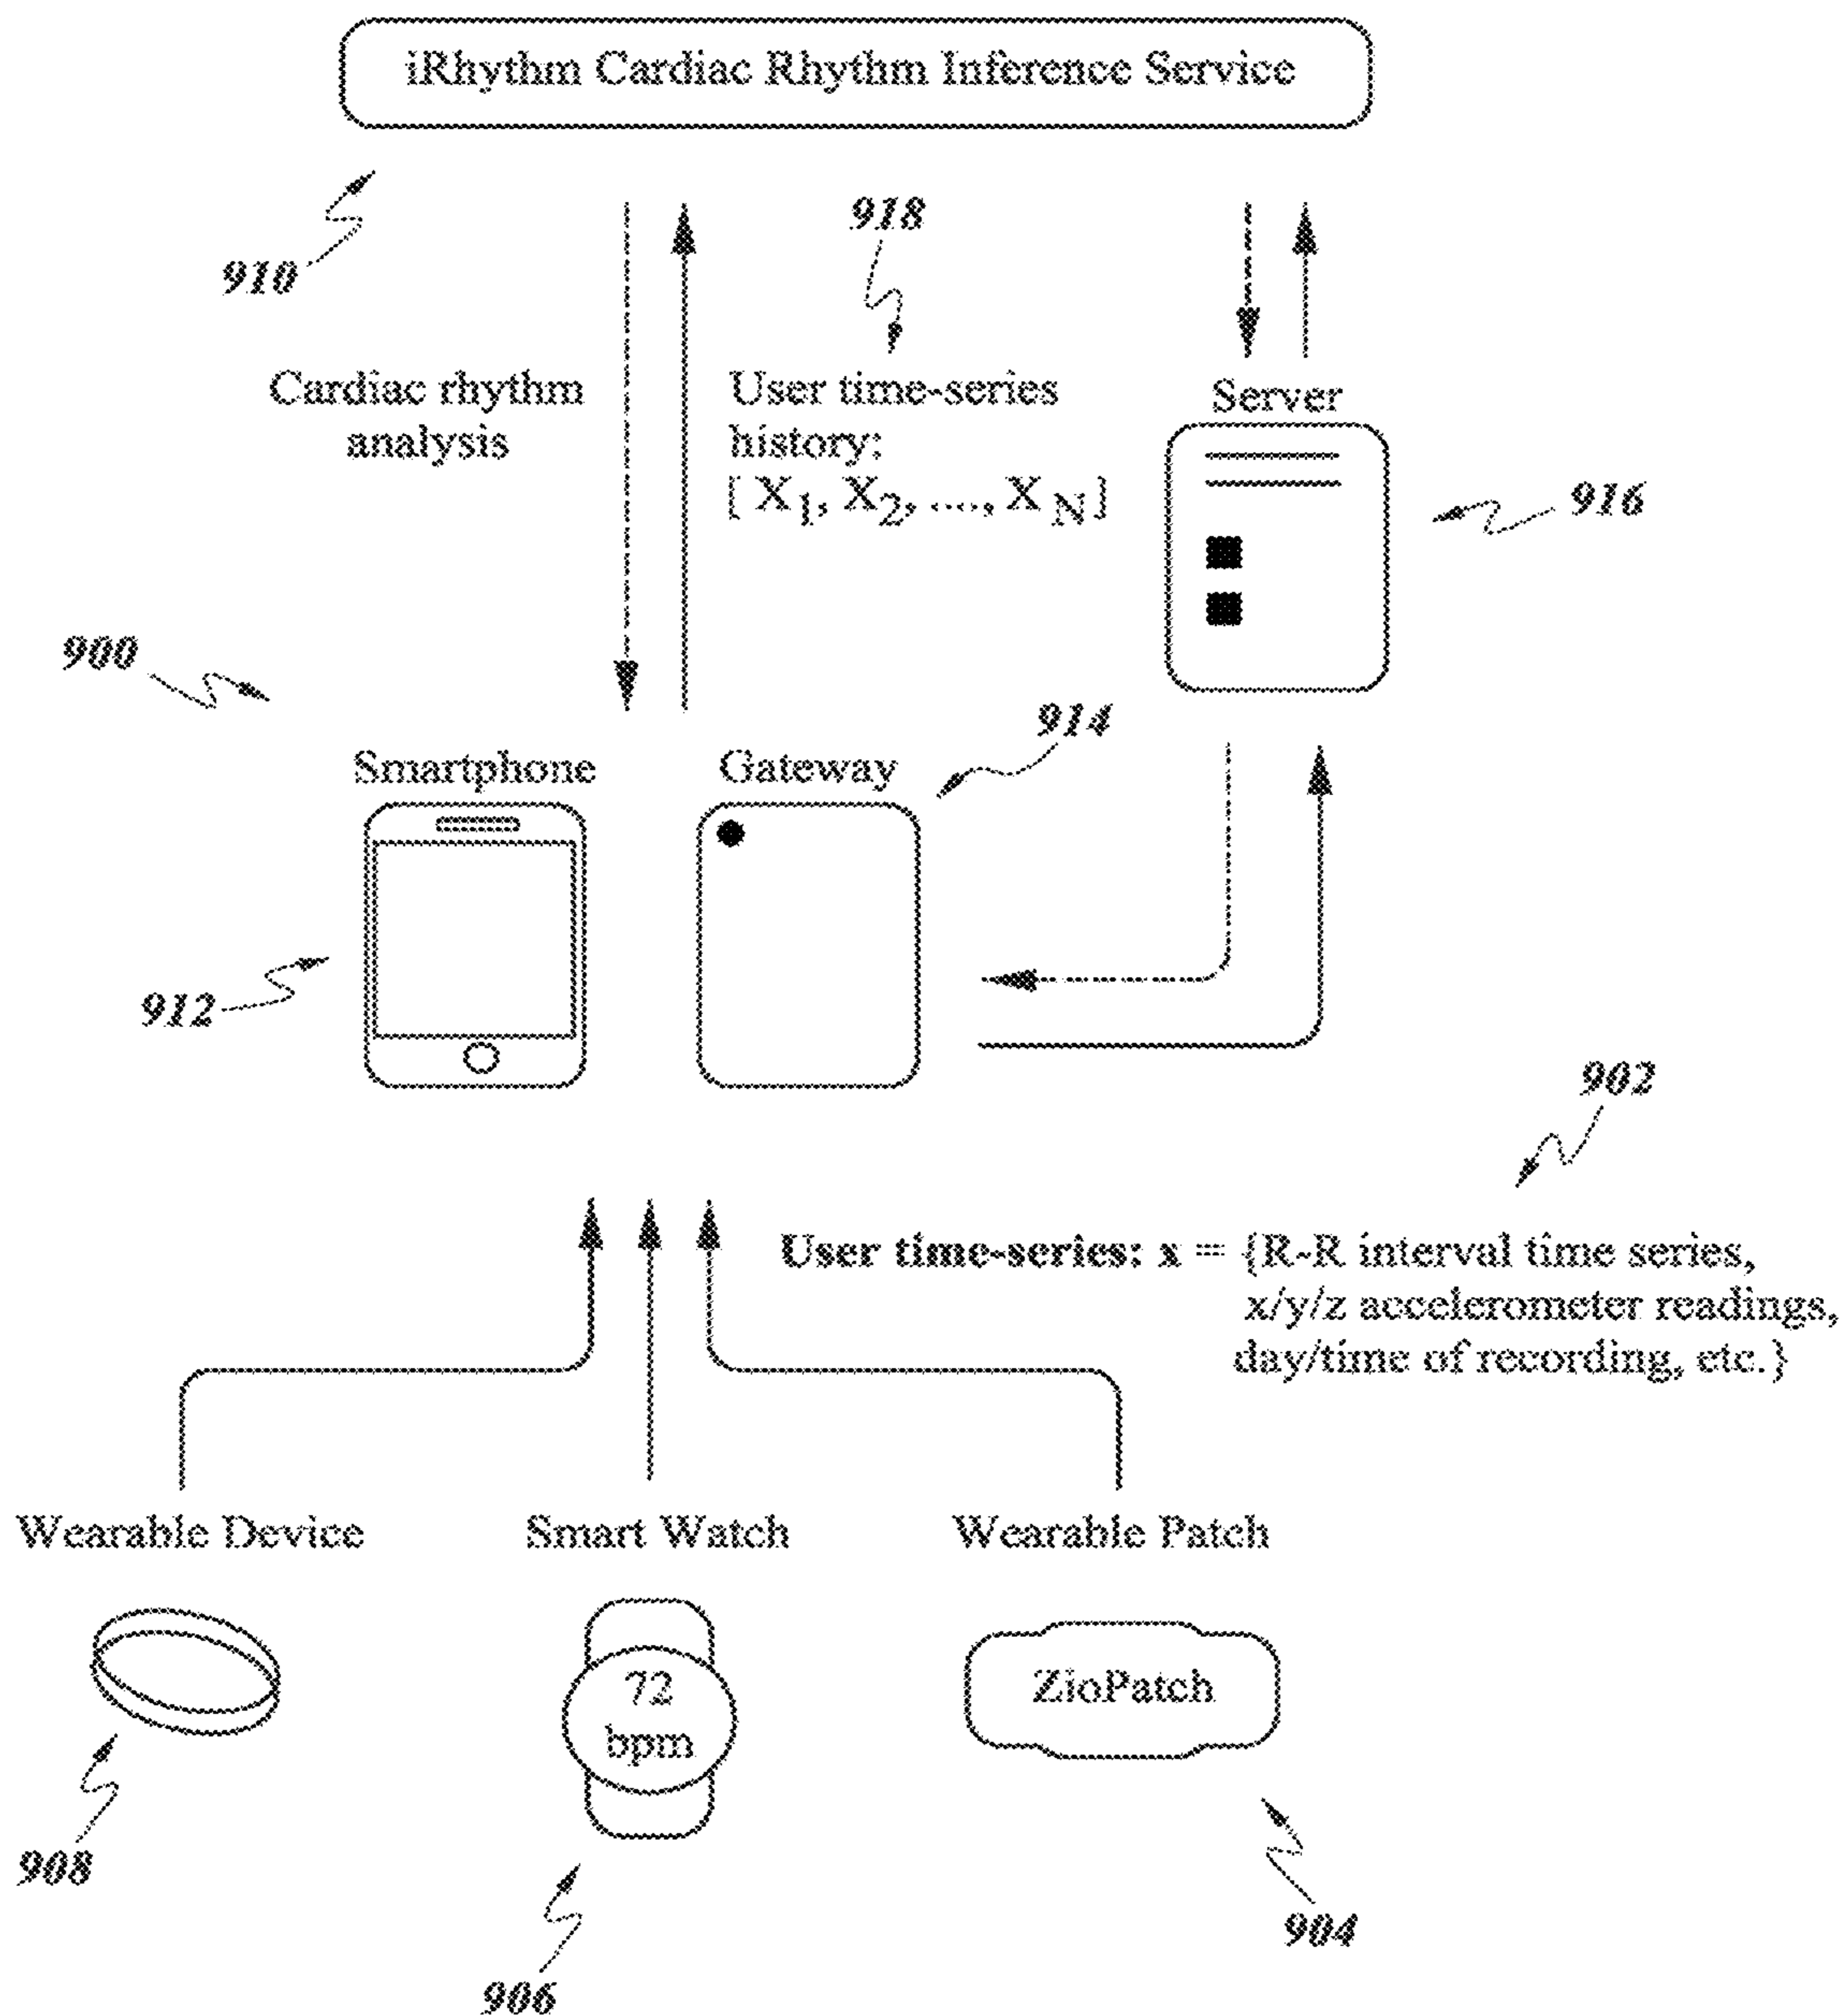 iRhythm Cardiac Rhythm Inference Service
910
918
Cardiac rhythm
analysis
User time-series
history:
[ X1, X2, ..., X N ]
Server
916
900
914
Smartphone
Gateway
912
902
User time-series: x = {R-R interval time series,
x/y/z accelerometer readings,
day/time of recording, etc.}
Wearable Device
Smart Watch
Wearable Patch
72
bpm
ZioPatch
908
906
904